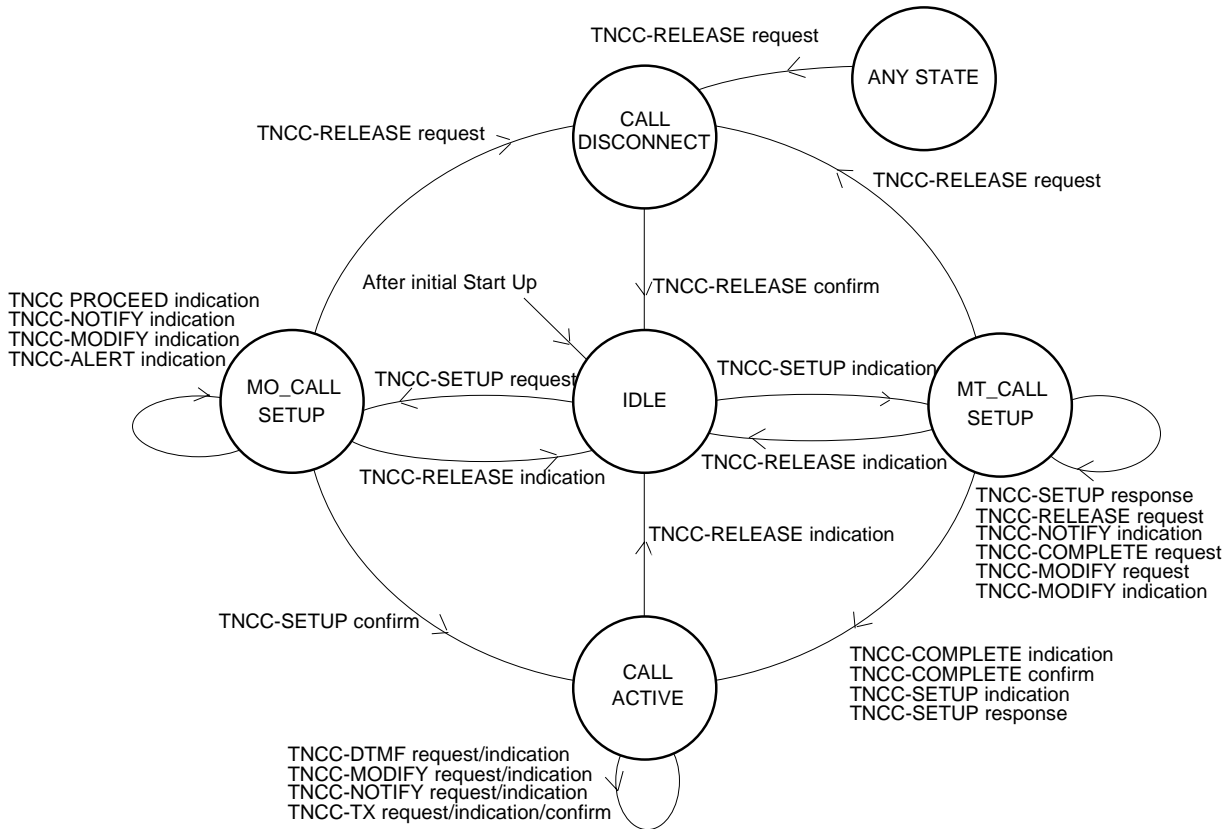 TNCC-RELEASE request
ANY STATE
CALL
DISCONNECT
TNCC-RELEASE request
TNCC-RELEASE request
After initial Start Up
TNCC-RELEASE confirm
TNCC PROCEED indication
TNCC-NOTIFY indication
TNCC-MODIFY indication
TNCC-ALERT indication
MO_CALL
SETUP
TNCC-SETUP request
IDLE
TNCC-SETUP indication
MT_CALL
SETUP
TNCC-RELEASE indication
TNCC-RELEASE indication
TNCC-SETUP response
TNCC-RELEASE request
TNCC-NOTIFY indication
TNCC-COMPLETE request
TNCC-MODIFY request
TNCC-MODIFY indication
TNCC-RELEASE indication
TNCC-SETUP confirm
CALL
ACTIVE
TNCC-COMPLETE indication
TNCC-COMPLETE confirm
TNCC-SETUP indication
TNCC-SETUP response
TNCC-DTMF request/indication
TNCC-MODIFY request/indication
TNCC-NOTIFY request/indication
TNCC-TX request/indication/confirm